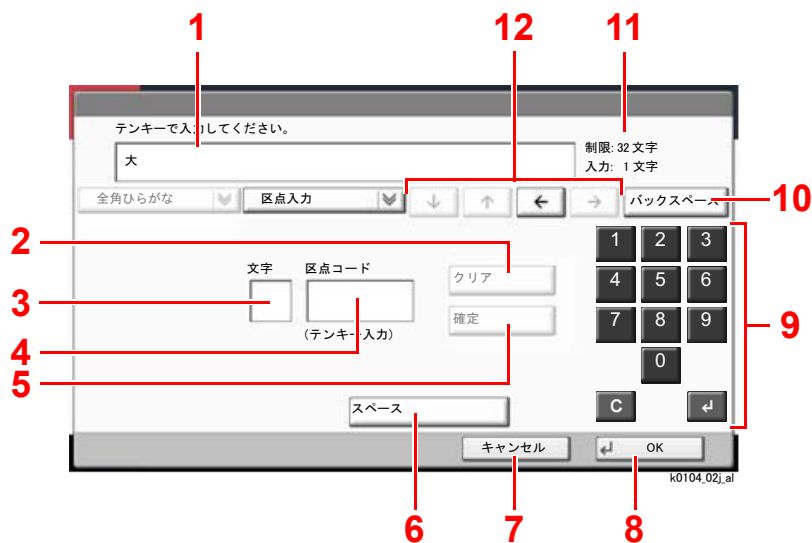 1
12
11
テンキーで入力してください。
制限: 32 文字
大
入力: 1 文字
全角ひらがな
区点入力
↓
↑
←
→
バックスペース
10
1 2 3
2
文字
区点コード
クリア
4 5 6
3
確定
7 8 9
9
4
(テンキー入力)
5
0
スペース
C
↵
キャンセル
↵ OK
k0104_02j_al
6
7
8